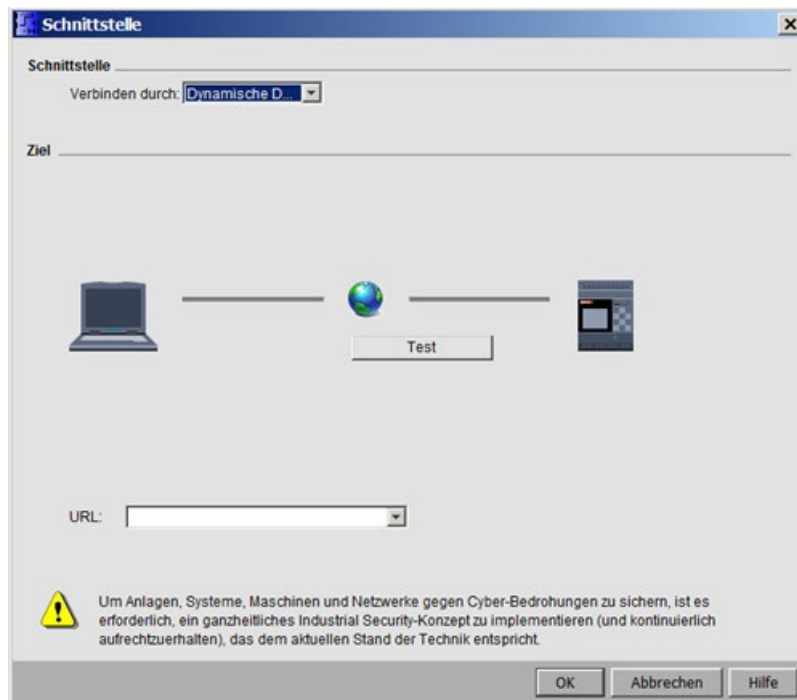 Schnittstelle
Schnittstelle
Verbinden durch: Dynamische D...
Ziel
Test
URL:
Um Anlagen, Systeme, Maschinen und Netzwerke gegen Cyber-Bedrohungen zu sichern, ist es
erforderlich, ein ganzheitliches Industrial Security-Konzept zu implementieren (und kontinuierlich
aufrechtzuerhalten), das dem aktuellen Stand der Technik entspricht.
OK Abbrechen Hilfe